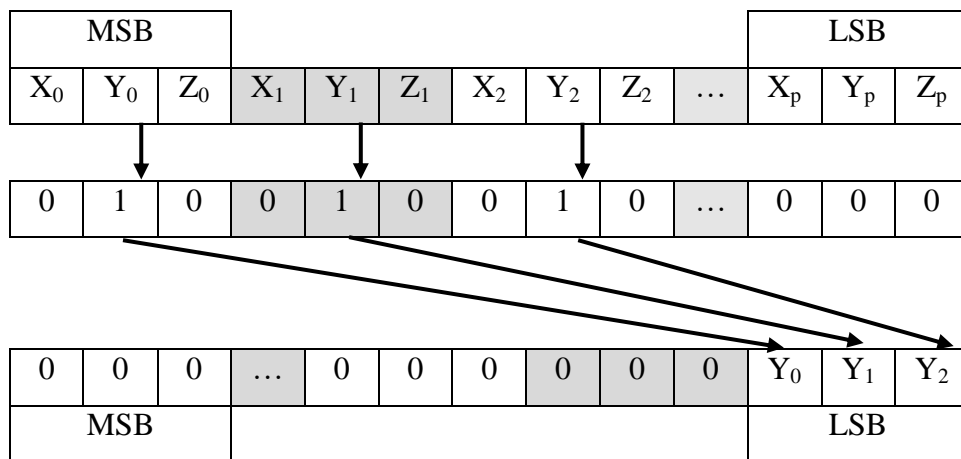 MSB LSB
X₀ Y₀ Z₀ X₁ Y₁ Z₁ X₂ Y₂ Z₂ … Xₚ Yₚ Zₚ
0 1 0 0 1 0 0 1 0 … 0 0 0
0 0 0 … 0 0 0 0 0 0 Y₀ Y₁ Y₂
MSB LSB